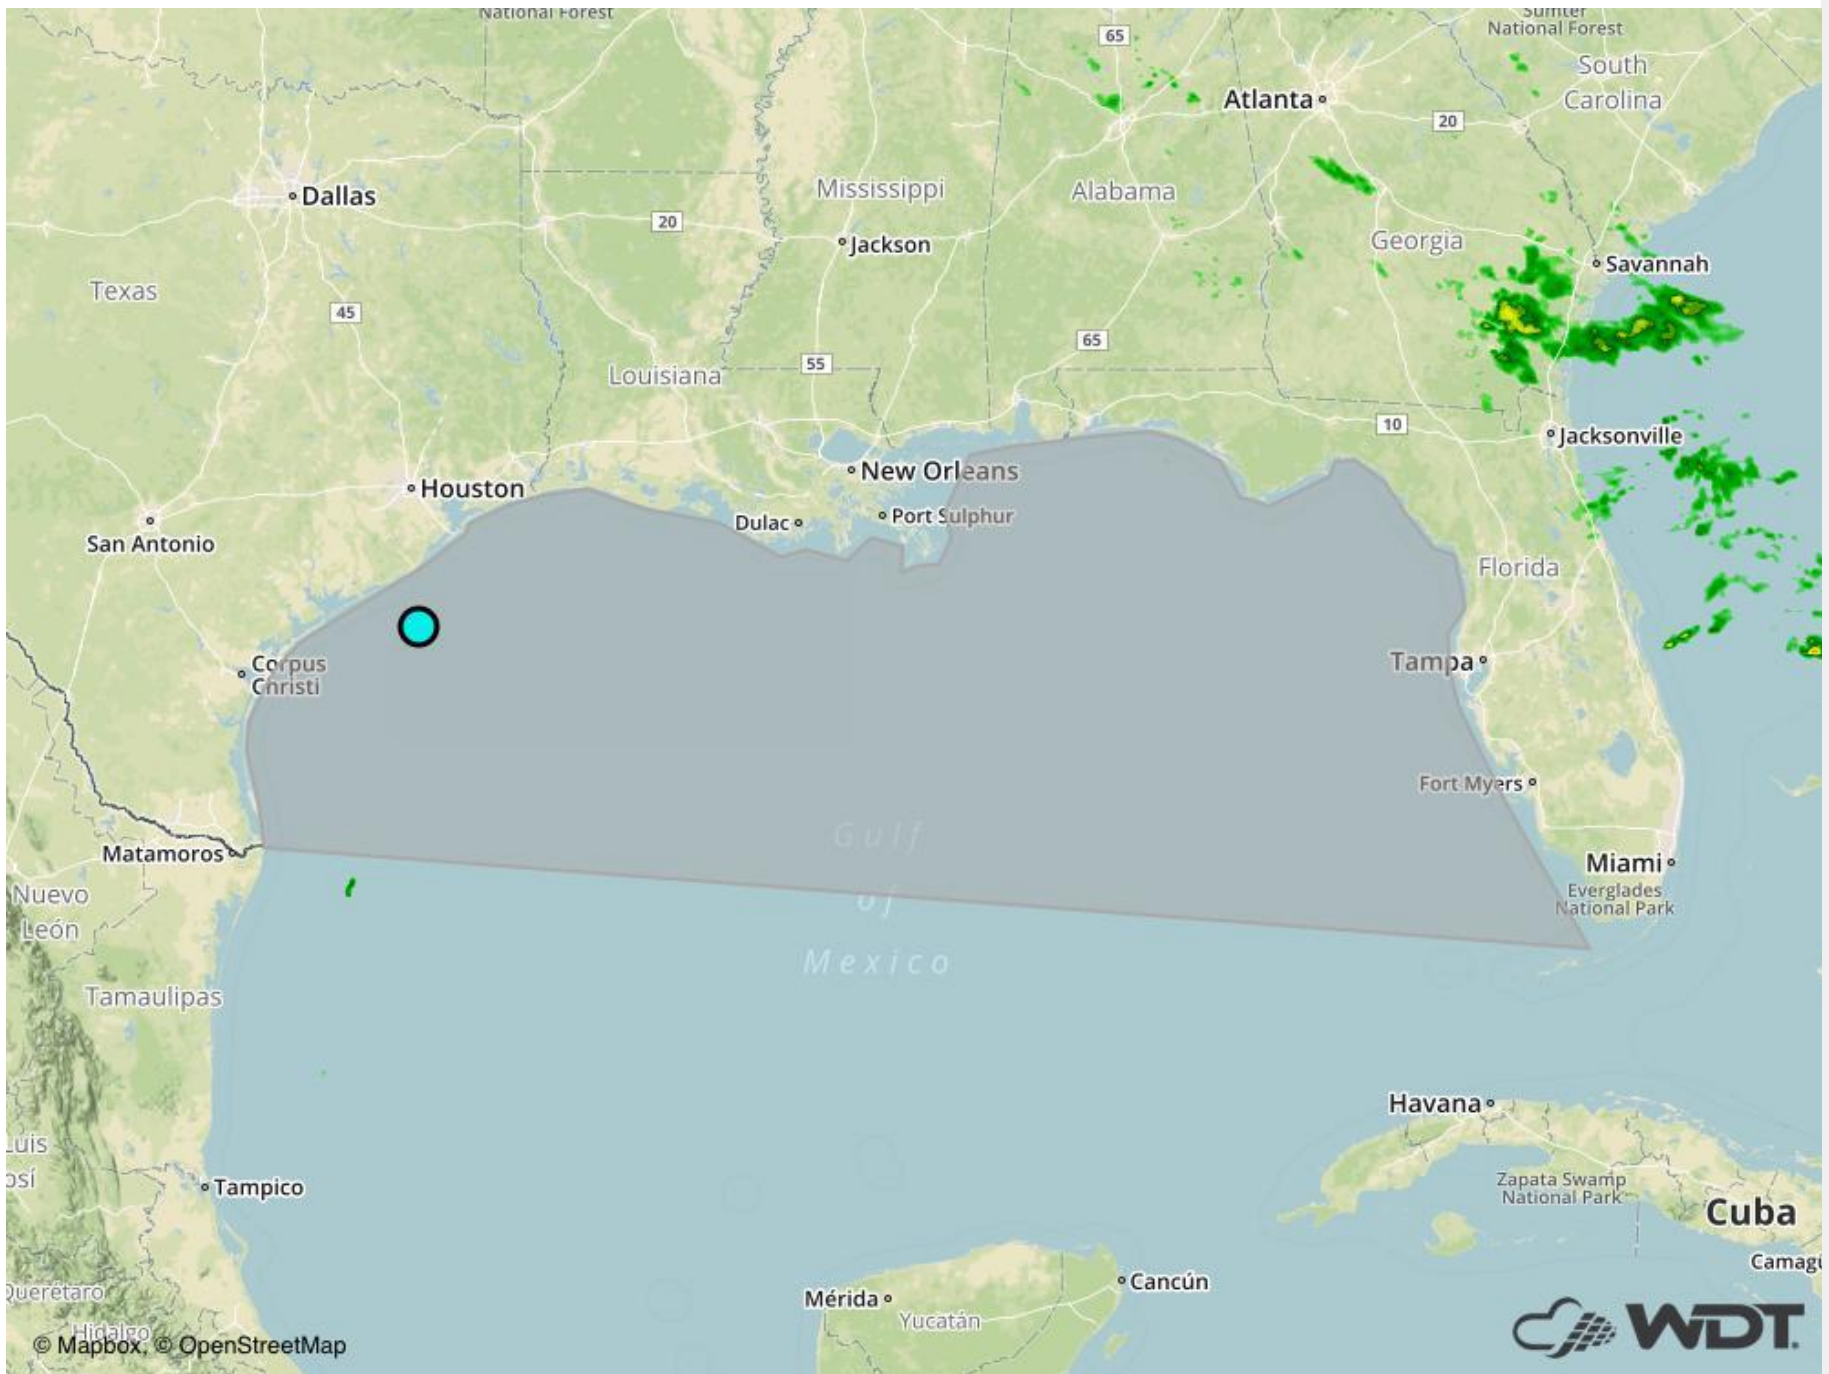 National Forest
65
Sumter
National Forest
South
Carolina
Atlanta
20
Dallas
Mississippi
Alabama
20
Jackson
Georgia
Savannah
Texas
45
65
Louisiana
55
10
Jacksonville
New Orleans
Houston
Dulac
Port Sulphur
San Antonio
Florida
Corpus
Christi
Tampa
Fort Myers
Gulf
of
Mexico
Matamoros
Miami
Everglades
National Park
Nuevo
León
Tamaulipas
Havana
Luis
osí
Tampico
Zapata Swamp
National Park
Cuba
Camagü
Cancún
Mérida
Yucatán
Querétaro
Hidalgo
© Mapbox, © OpenStreetMap
WDT